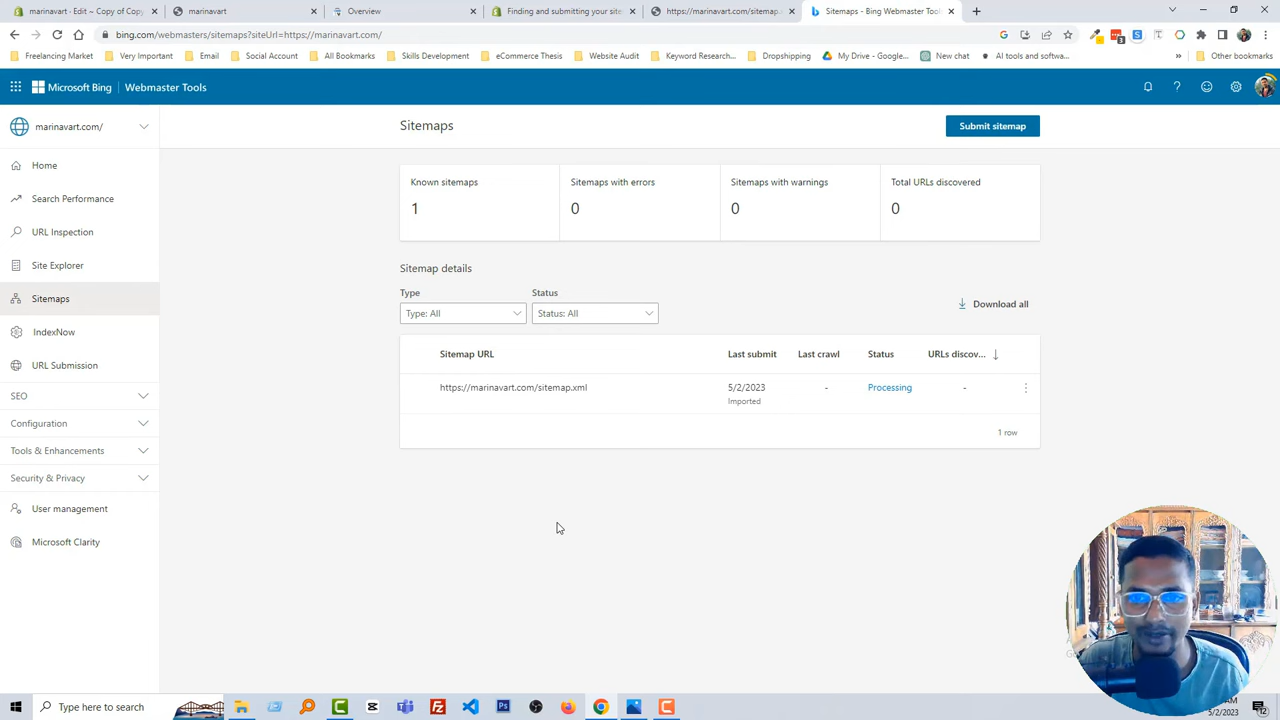 marinavart - Edit ~ Copy of Copy
marinavart
Overview
Finding and submitting your site
https://marinavart.com/sitemap.
Sitemaps - Bing Webmaster Tool
bing.com/webmasters/sitemaps?siteUrl=https://marinavart.com/
Freelancing Market
Very Important
Email
Social Account
All Bookmarks
Skills Development
eCommerce Thesis
Website Audit
Keyword Research...
Dropshipping
My Drive - Google...
New chat
AI tools and softwa...
»
Other bookmarks
Microsoft Bing
Webmaster Tools
marinavart.com/
Home
Search Performance
URL Inspection
Site Explorer
Sitemaps
IndexNow
URL Submission
SEO
Configuration
Tools & Enhancements
Security & Privacy
User management
Microsoft Clarity
Sitemaps
Submit sitemap
Known sitemaps
1
Sitemaps with errors
0
Sitemaps with warnings
0
Total URLs discovered
0
Sitemap details
Type
Status
Type: All
Status: All
Download all
Sitemap URL
Last submit
Last crawl
Status
URLs discov...
https://marinavart.com/sitemap.xml
5/2/2023
-
Processing
-
Imported
1 row
Type here to search
5/2/2023